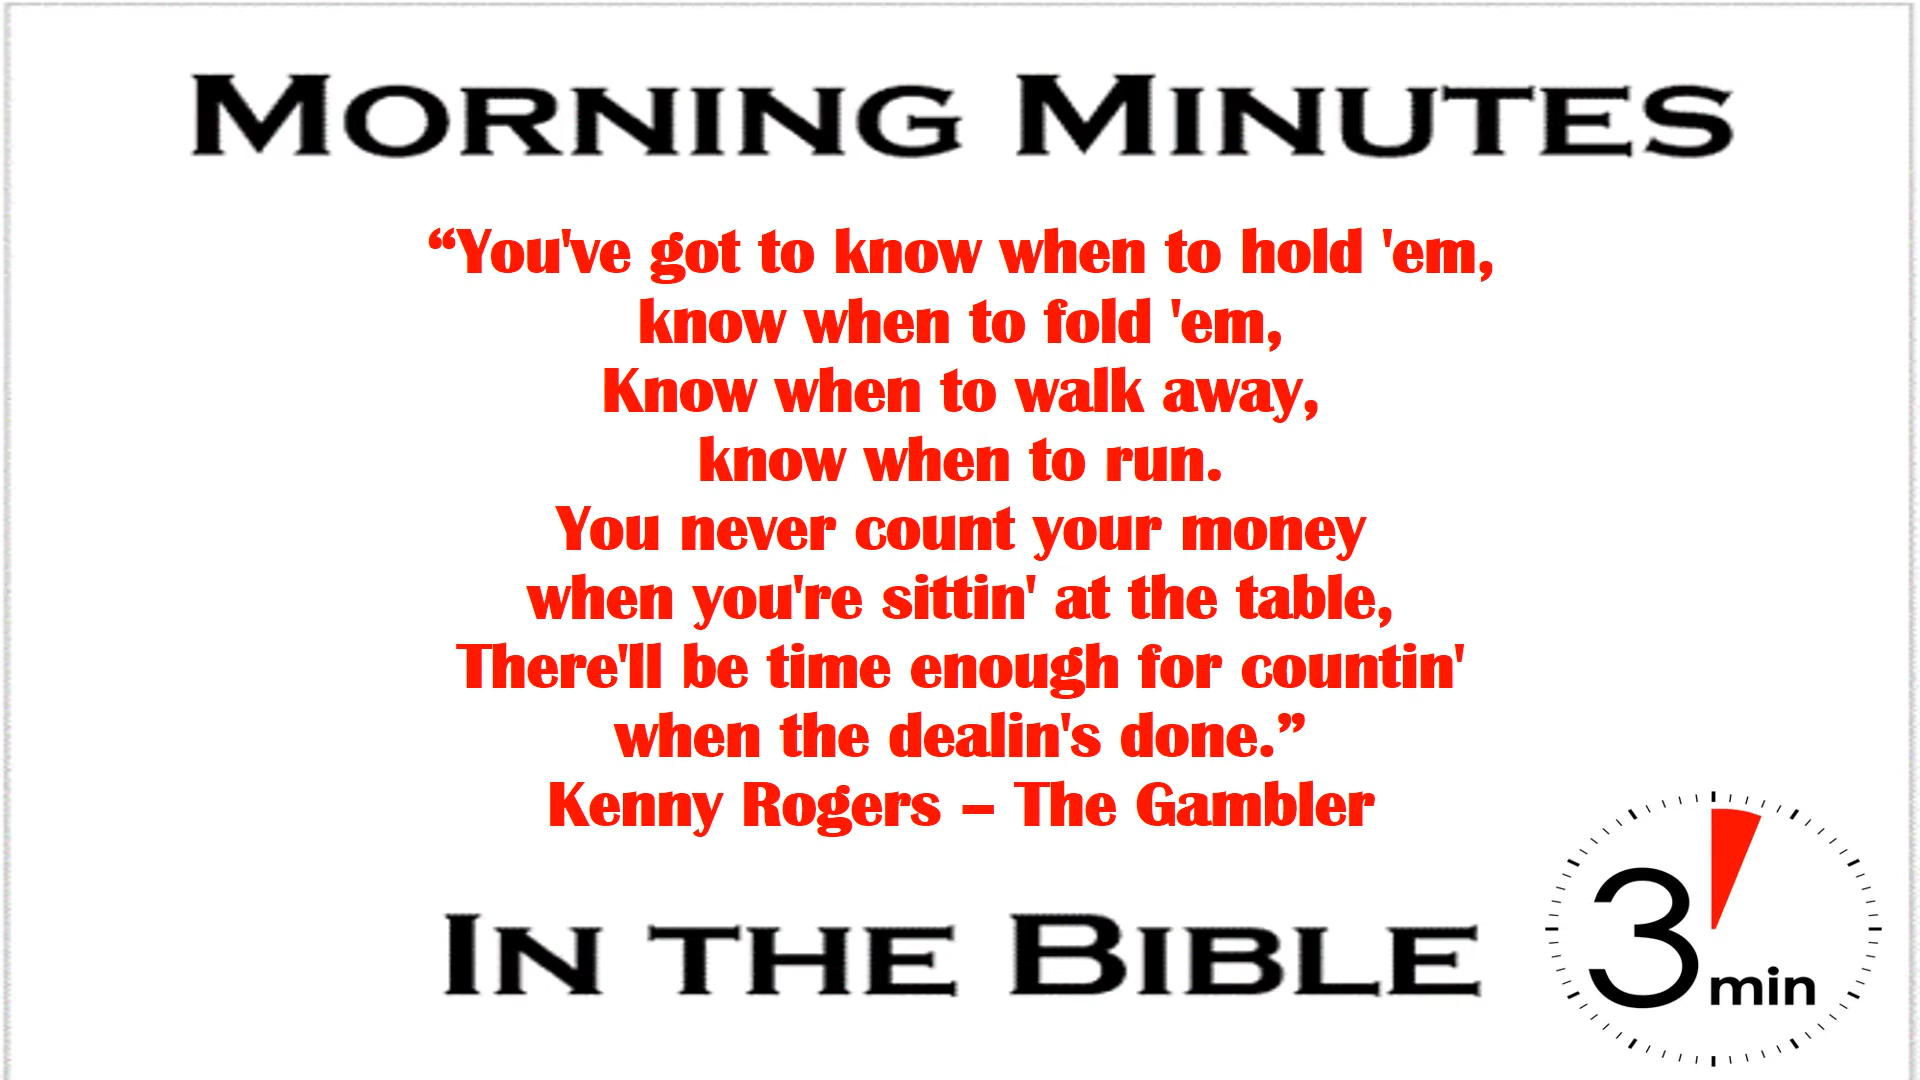 MORNING MINUTES
“You've got to know when to hold 'em,
know when to fold 'em,
Know when to walk away,
know when to run.
You never count your money
when you're sittin' at the table,
There'll be time enough for countin'
when the dealin's done.”
Kenny Rogers – The Gambler
IN THE BIBLE
3 min